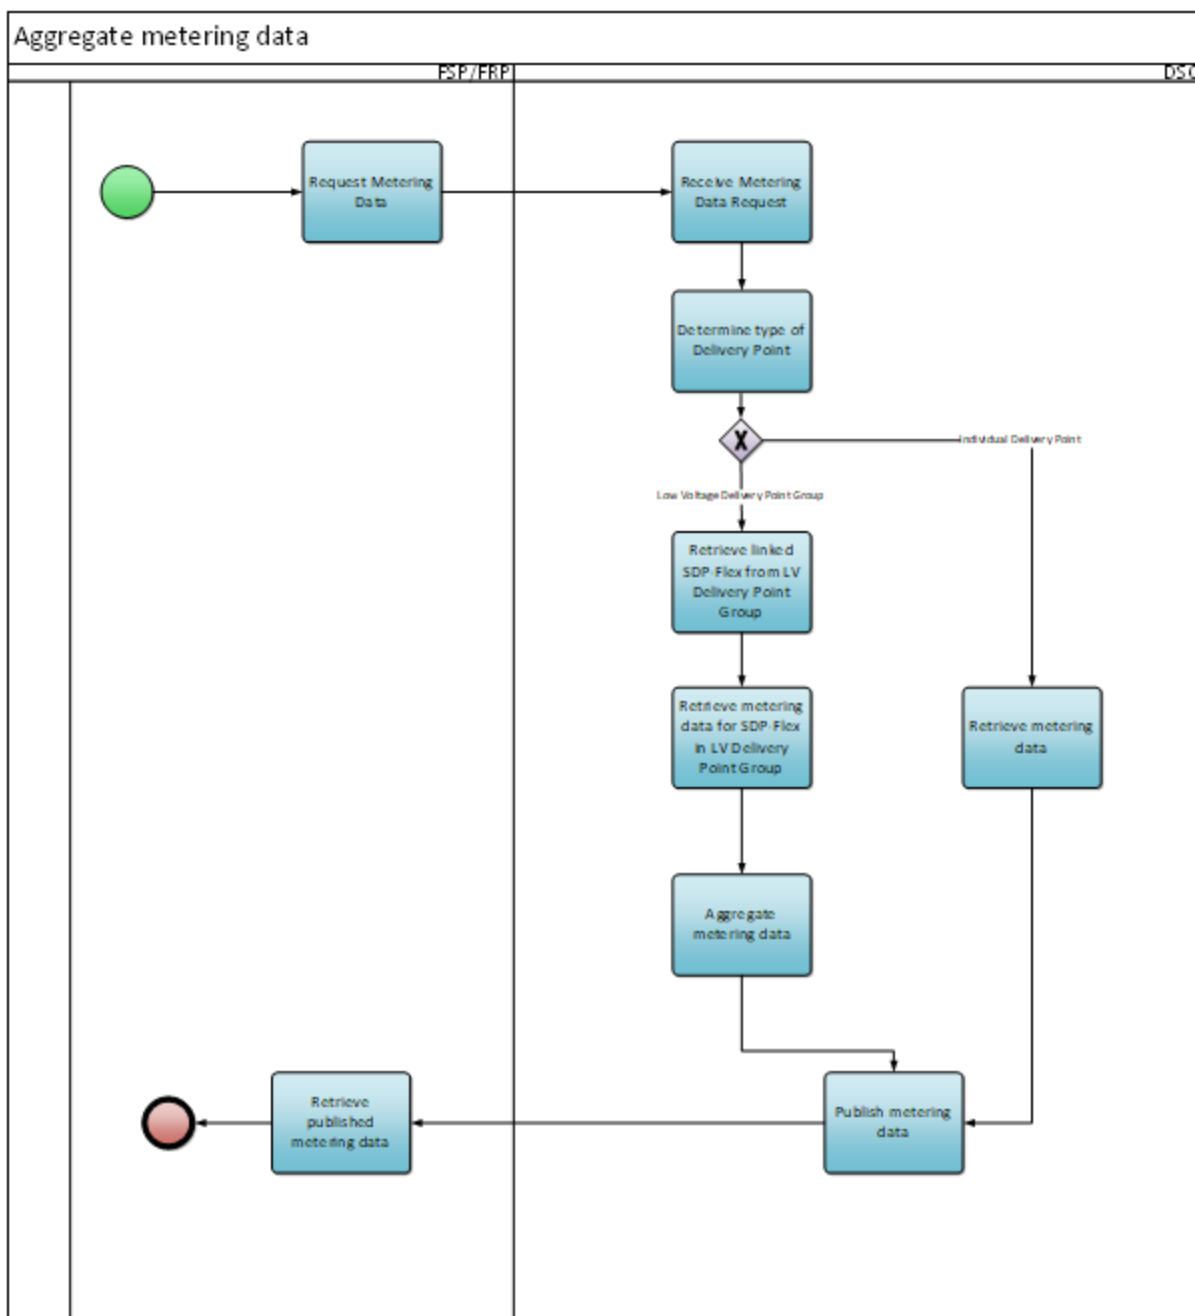 Aggregate metering data
FSP/FRP
Request Metering
Data
Receive Metering
Data Request
Determine type of
Delivery Point
X
Individual Delivery Point
Low Voltage Delivery Point Group
Retrieve linked
SDP-Flex from LV
Delivery Point
Group
Retrieve metering
data for SDP-Flex
in LV Delivery
Point Group
Retrieve metering
data
Aggregate
metering data
Retrieve
published
metering data
Publish metering
data